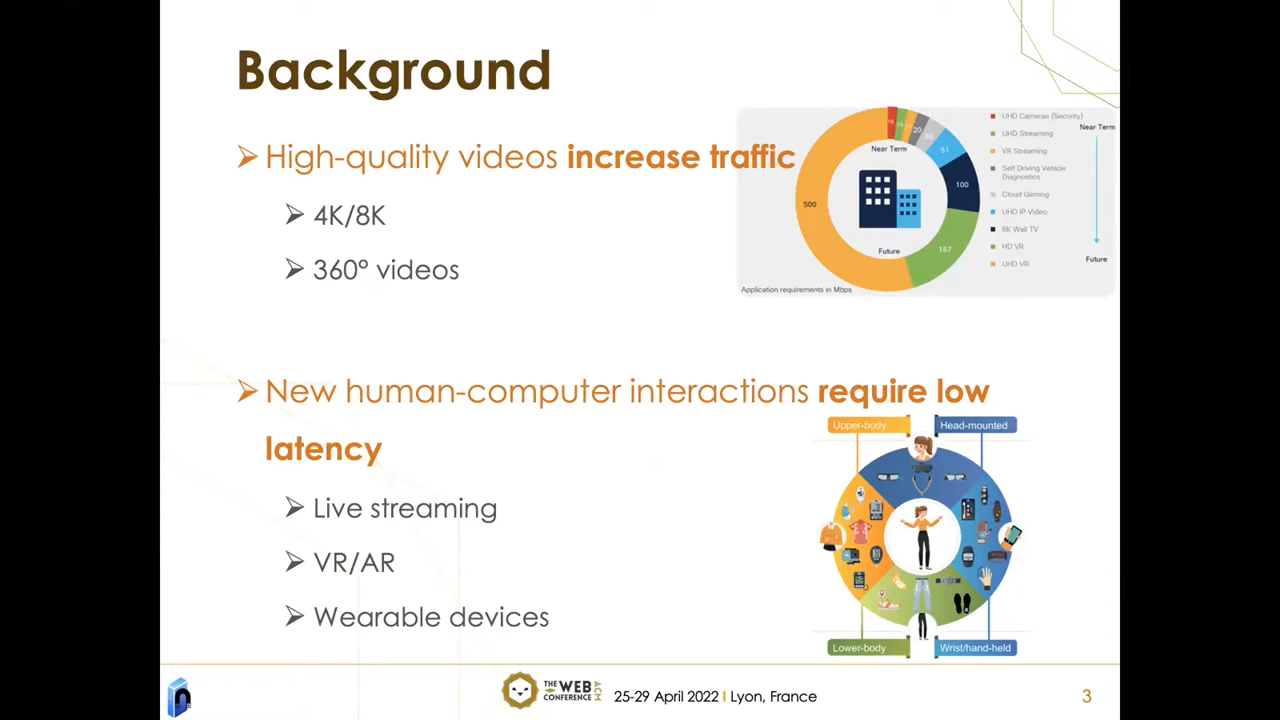 Background
High-quality videos increase traffic
4K/8K
360° videos
New human-computer interactions require low
latency
Live streaming
VR/AR
Wearable devices
Near Term
Future
20
30
51
100
167
500
Application requirements in Mbps
UHD Cameras (Security)
UHD Streaming
VR Streaming
Self Driving Vehicle
Diagnostics
Cloud Gaming
UHD IP Video
8K Wall TV
HD VR
UHD VR
Near Term
Future
Upper-body
Head-mounted
Lower-body
Wrist/hand-held
THE WEB CONFERENCE ACM
25-29 April 2022 I Lyon, France
3